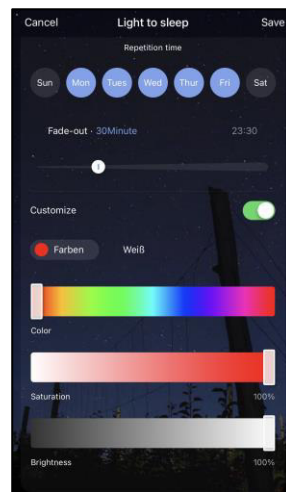 Cancel Light to sleep Save
Repetition time
Sun Mon Tues Wed Thur Fri Sat
Fade-out · 30Minute 23:30
Customize
Farben Weiß
Color
Saturation 100%
Brightness 100%